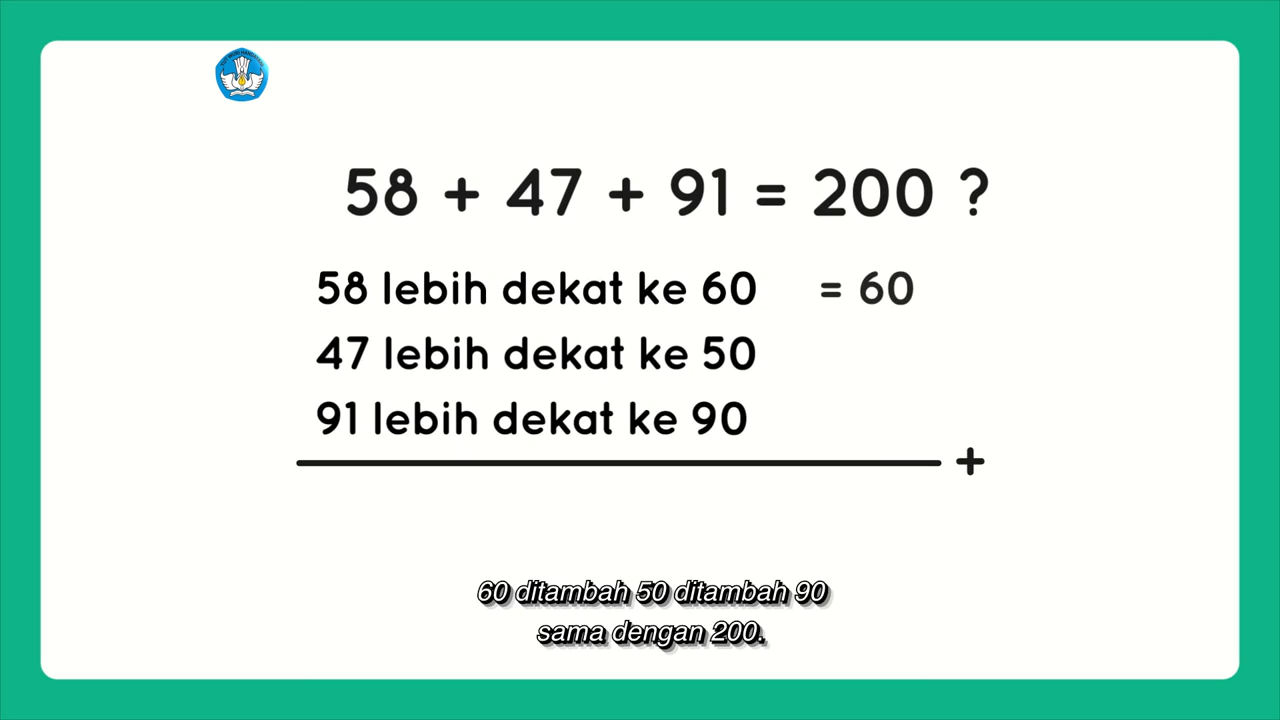 58 + 47 + 91 = 200 ?
58 lebih dekat ke 60 = 60
47 lebih dekat ke 50
91 lebih dekat ke 90
+
60 ditambah 50 ditambah 90
sama dengan 200.